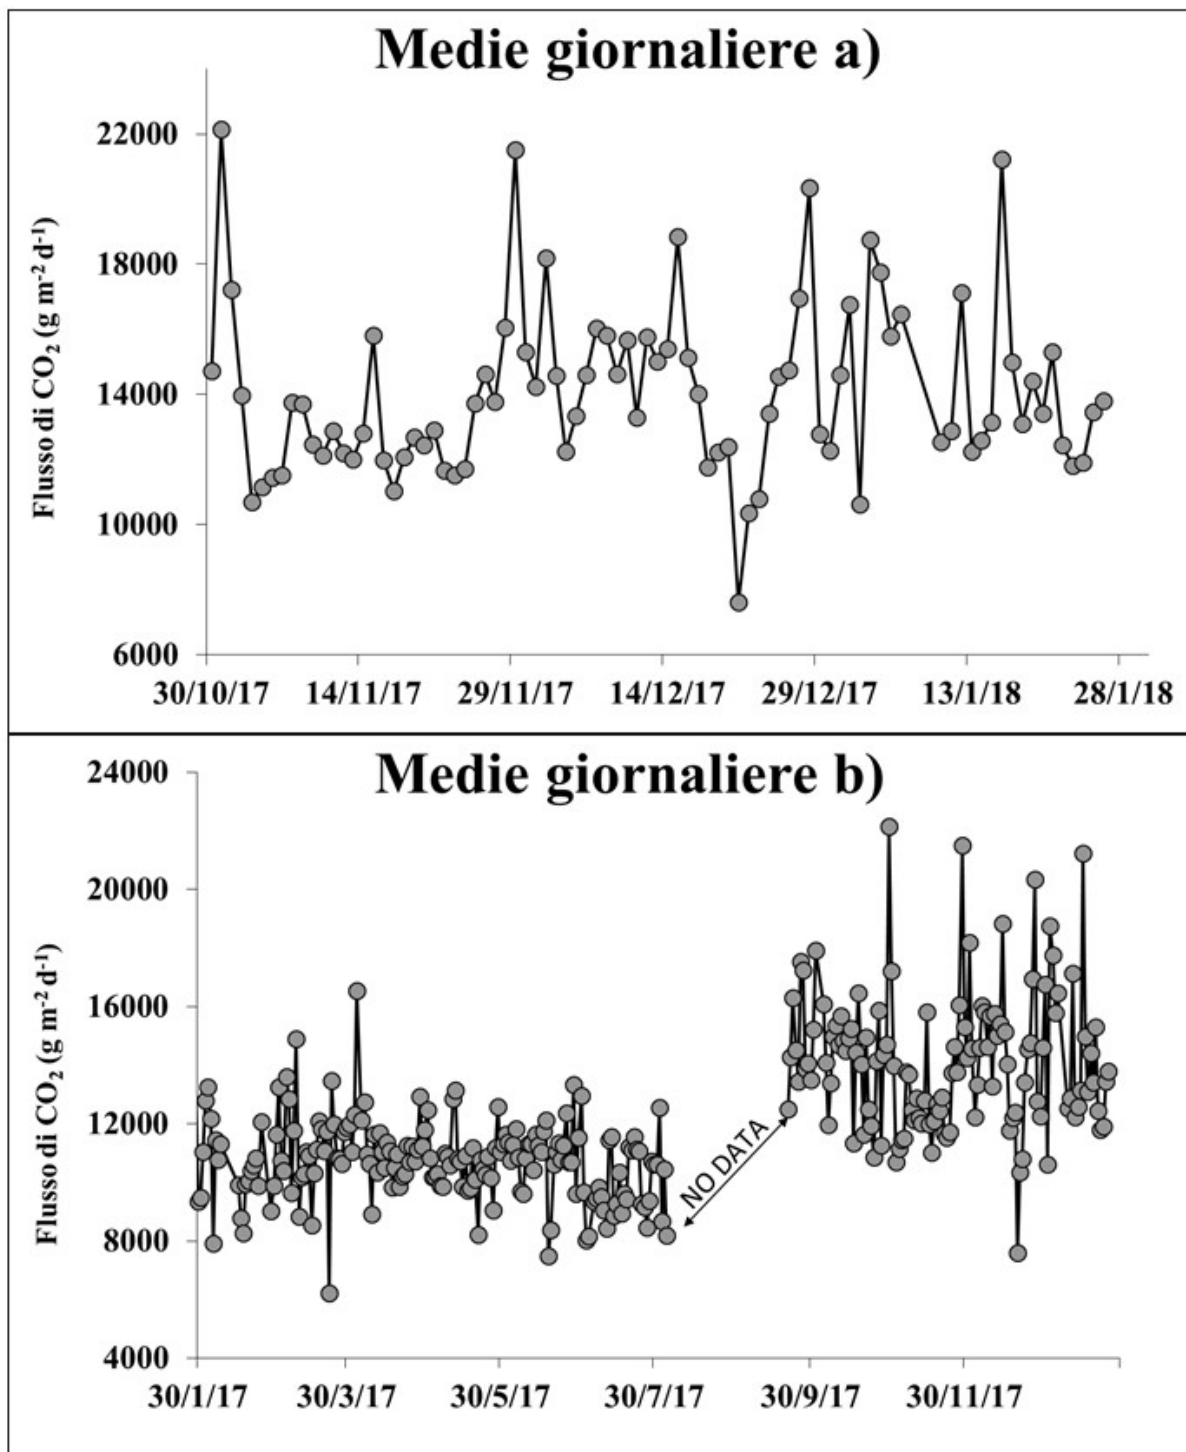 Medie giornaliere a)
Flusso di CO₂ (g m⁻² d⁻¹)
22000
18000
14000
10000
6000
30/10/17 14/11/17 29/11/17 14/12/17 29/12/17 13/1/18 28/1/18
Medie giornaliere b)
Flusso di CO₂ (g m⁻² d⁻¹)
24000
20000
16000
12000
8000
4000
NO DATA
30/1/17 30/3/17 30/5/17 30/7/17 30/9/17 30/11/17